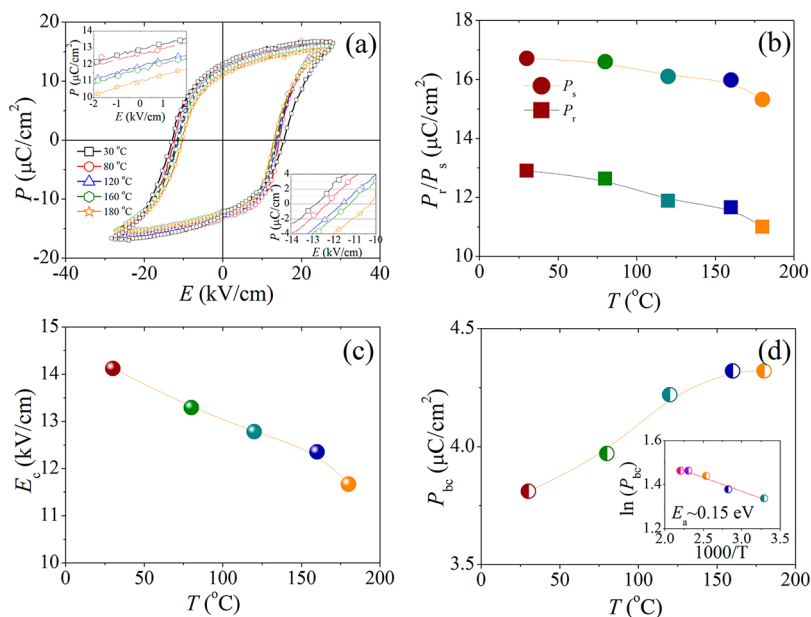 (a)
P (μC/cm²)
20
10
0
-10
-20
-40 -20 0 20 40
E (kV/cm)
30 °C
80 °C
120 °C
160 °C
180 °C
P (μC/cm²)
14
13
12
11
10
-2 -1 0 1
E (kV/cm)
P (μC/cm²)
4
2
0
-2
-4
-14 -13 -12 -11 -10
E (kV/cm)
(b)
Pr/Ps (μC/cm²)
18
16
14
12
10
Ps
Pr
0 50 100 150 200
T (°C)
(c)
Ec (kV/cm)
15
14
13
12
11
10
0 50 100 150 200
T (°C)
(d)
Pbc (μC/cm²)
4.5
4.0
3.5
0 50 100 150 200
T (°C)
ln (Pbc)
1.6
1.4
1.2
Ea~0.15 eV
2.0 2.5 3.0 3.5
1000/T